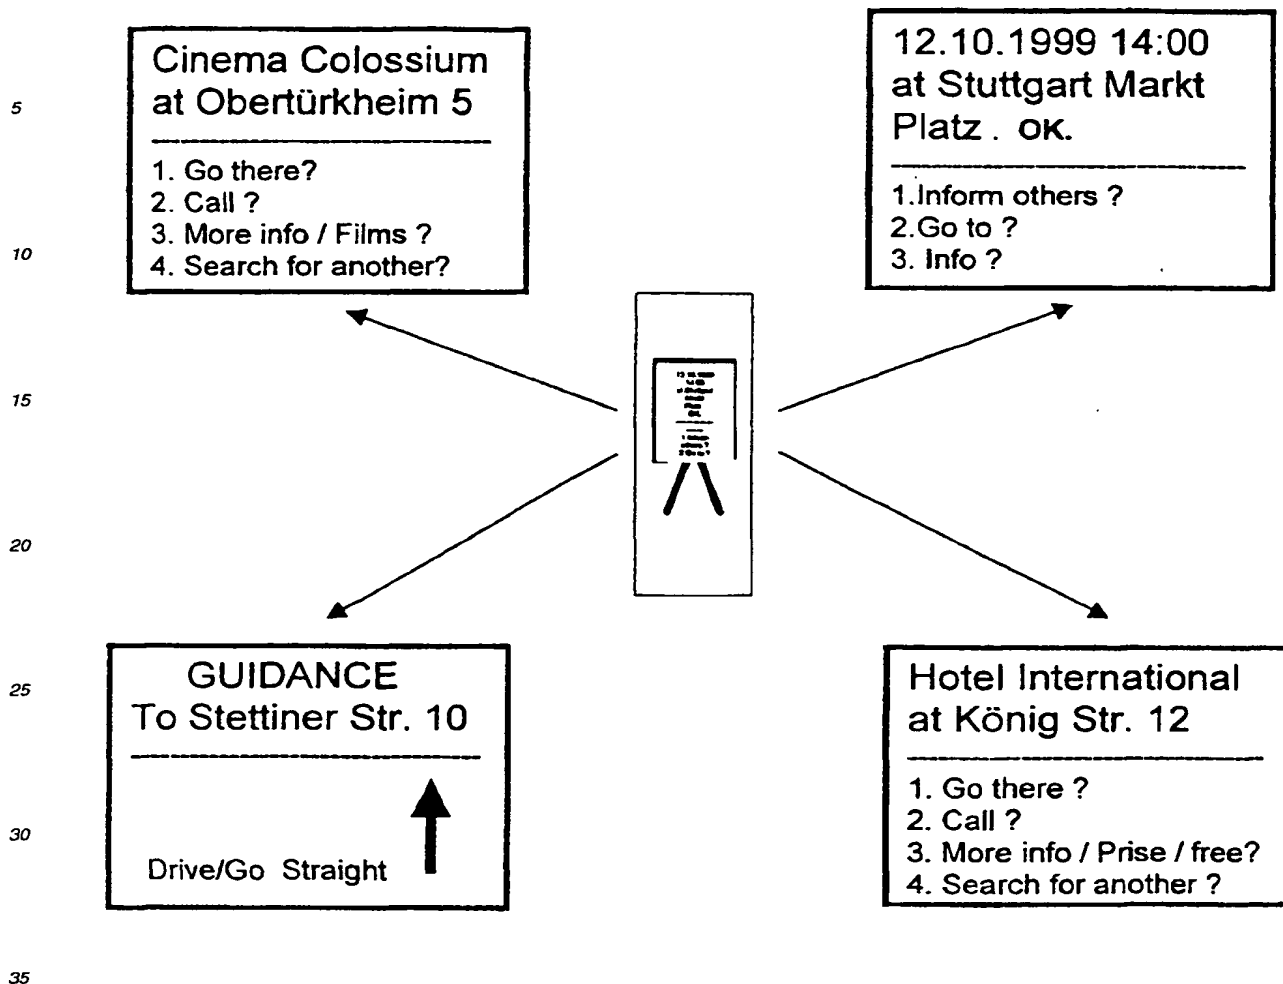 Cinema Colossium
at Obertürkheim 5
1. Go there?
2. Call ?
3. More info / Films ?
4. Search for another?
12.10.1999 14:00
at Stuttgart Markt
Platz . OK.
1.Inform others ?
2.Go to ?
3. Info ?
GUIDANCE
To Stettiner Str. 10
Drive/Go Straight
Hotel International
at König Str. 12
1. Go there ?
2. Call ?
3. More info / Prise / free?
4. Search for another ?
5
10
15
20
25
30
35